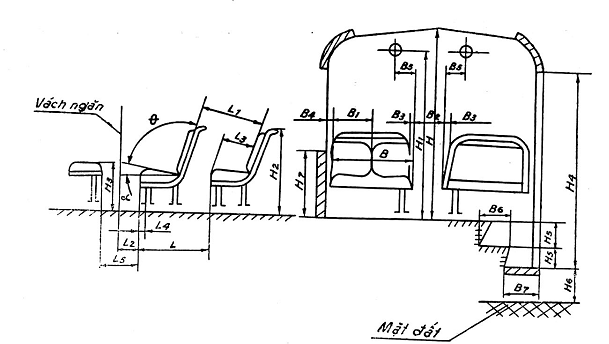 Vách ngăn
θ
L1
L3
H3
H2
L4
L2
L
L5
B5
B5
B4
B1
B3
B2
B3
H1
H
B
H7
H4
B6
H5
H5
B7
H6
Mặt đất